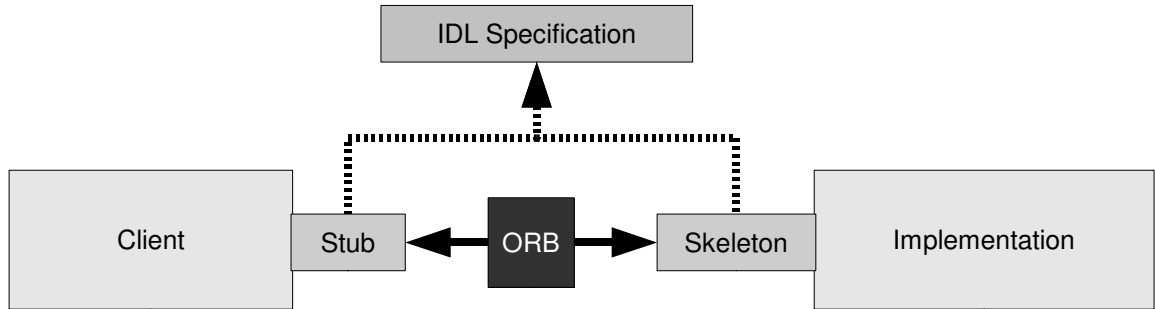 IDL Specification
Client
Stub
ORB
Skeleton
Implementation